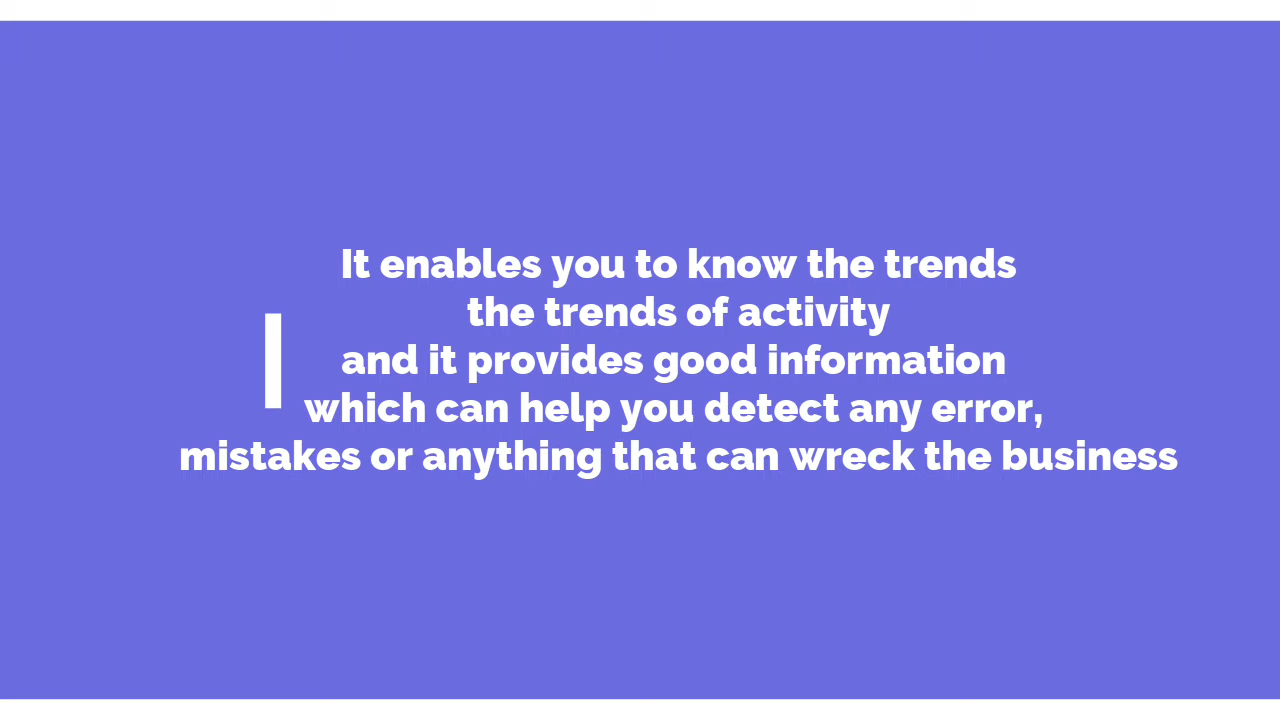 It enables you to know the trends
the trends of activity
and it provides good information
which can help you detect any error,
mistakes or anything that can wreck the business